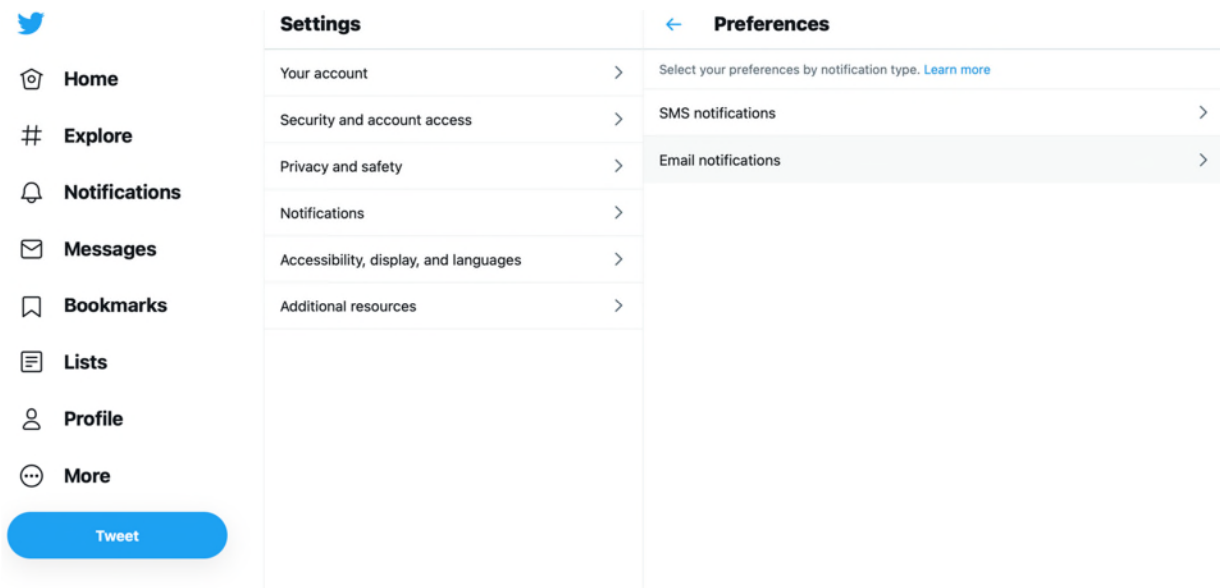 Home
Explore
Notifications
Messages
Bookmarks
Lists
Profile
More
Tweet
Settings
Your account
Security and account access
Privacy and safety
Notifications
Accessibility, display, and languages
Additional resources
Preferences
Select your preferences by notification type. Learn more
SMS notifications
Email notifications